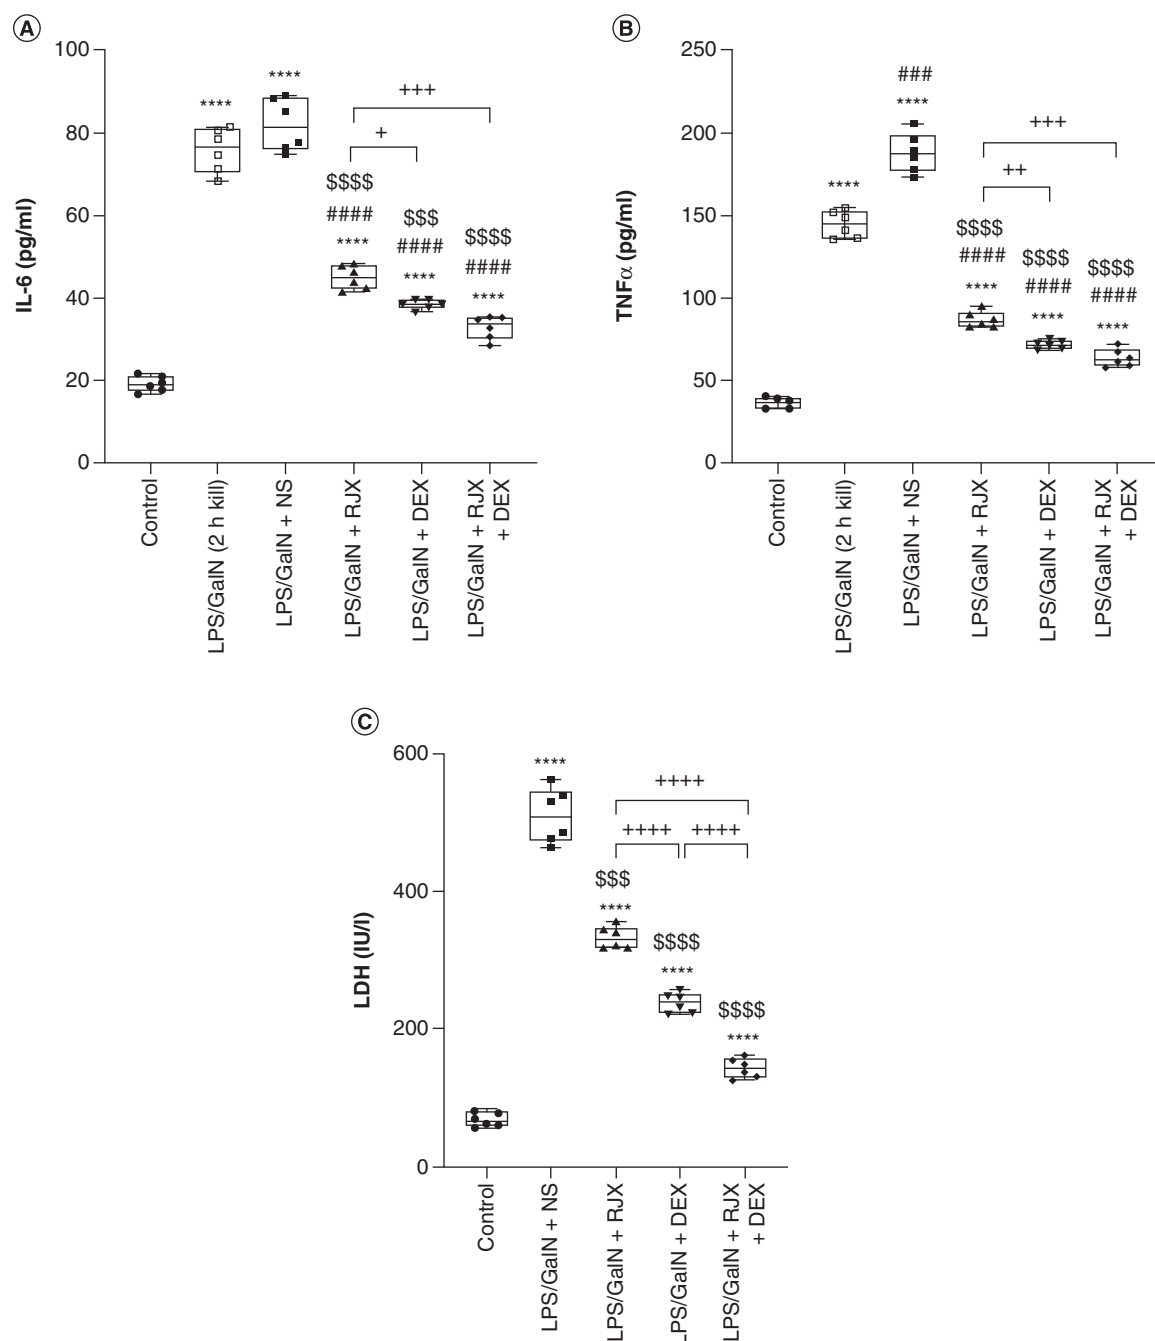 A
100
80
60
40
20
0
IL-6 (pg/ml)
****
****
+++
+
$$$$
####
****
$$$
####
****
$$$$
####
****
Control
LPS/GalN (2 h kill)
LPS/GalN + NS
LPS/GalN + RJX
LPS/GalN + DEX
LPS/GalN + RJX
+ DEX
B
250
200
150
100
50
0
TNFα (pg/ml)
****
###
****
+++
++
$$$$
####
****
$$$$
####
****
$$$$
####
****
Control
LPS/GalN (2 h kill)
LPS/GalN + NS
LPS/GalN + RJX
LPS/GalN + DEX
LPS/GalN + RJX
+ DEX
C
600
400
200
0
LDH (IU/l)
****
++++
++++
++++
$$$
****
$$$$
****
$$$$
****
Control
LPS/GalN + NS
LPS/GalN + RJX
LPS/GalN + DEX
LPS/GalN + RJX
+ DEX